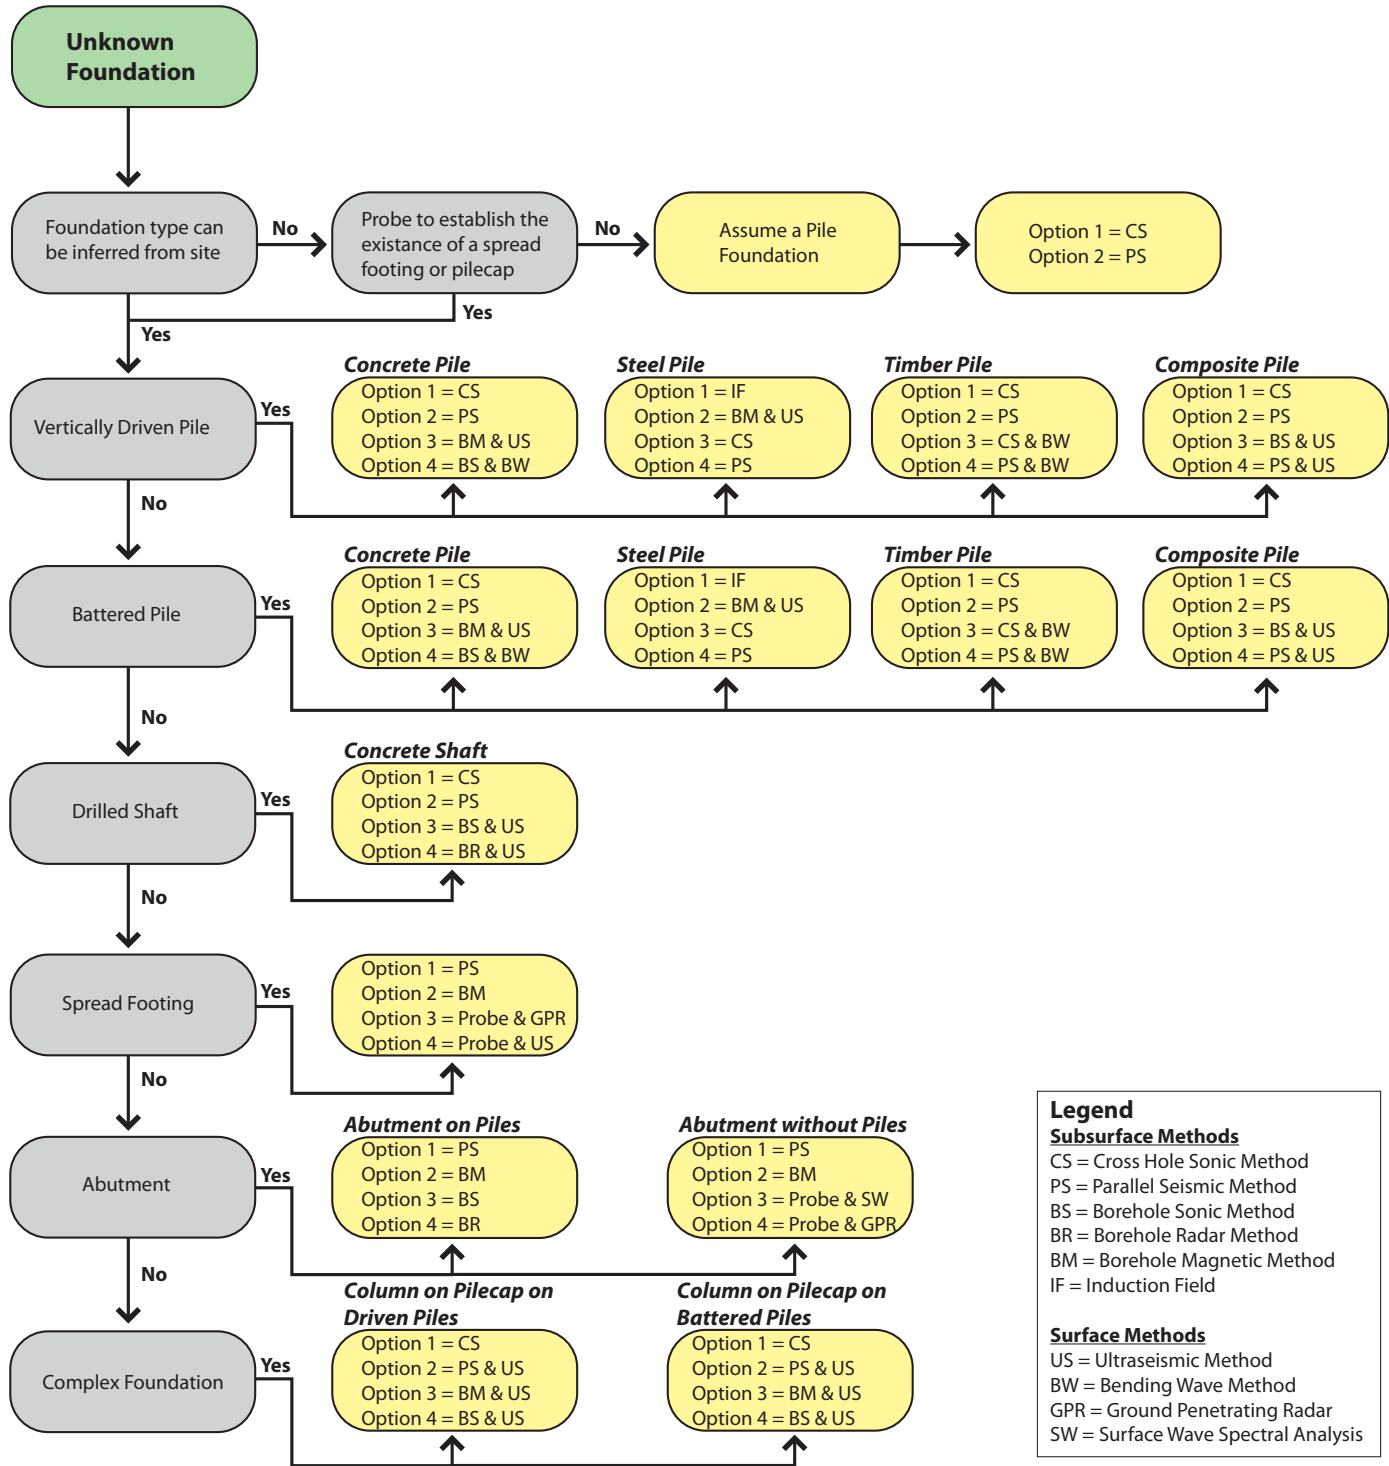 Unknown
Foundation
Foundation type can
be inferred from site
No
Probe to establish the
existance of a spread
footing or pilecap
No
Assume a Pile
Foundation
Option 1 = CS
Option 2 = PS
Yes
Yes
Vertically Driven Pile
Yes
Concrete Pile
Option 1 = CS
Option 2 = PS
Option 3 = BM & US
Option 4 = BS & BW
Steel Pile
Option 1 = IF
Option 2 = BM & US
Option 3 = CS
Option 4 = PS
Timber Pile
Option 1 = CS
Option 2 = PS
Option 3 = CS & BW
Option 4 = PS & BW
Composite Pile
Option 1 = CS
Option 2 = PS
Option 3 = BS & US
Option 4 = PS & US
No
Battered Pile
Yes
Concrete Pile
Option 1 = CS
Option 2 = PS
Option 3 = BM & US
Option 4 = BS & BW
Steel Pile
Option 1 = IF
Option 2 = BM & US
Option 3 = CS
Option 4 = PS
Timber Pile
Option 1 = CS
Option 2 = PS
Option 3 = CS & BW
Option 4 = PS & BW
Composite Pile
Option 1 = CS
Option 2 = PS
Option 3 = BS & US
Option 4 = PS & US
No
Drilled Shaft
Yes
Concrete Shaft
Option 1 = CS
Option 2 = PS
Option 3 = BS & US
Option 4 = BR & US
No
Spread Footing
Yes
Option 1 = PS
Option 2 = BM
Option 3 = Probe & GPR
Option 4 = Probe & US
No
Abutment
Yes
Abutment on Piles
Option 1 = PS
Option 2 = BM
Option 3 = BS
Option 4 = BR
Abutment without Piles
Option 1 = PS
Option 2 = BM
Option 3 = Probe & SW
Option 4 = Probe & GPR
No
Complex Foundation
Yes
Column on Pilecap on
Driven Piles
Option 1 = CS
Option 2 = PS & US
Option 3 = BM & US
Option 4 = BS & US
Column on Pilecap on
Battered Piles
Option 1 = CS
Option 2 = PS & US
Option 3 = BM & US
Option 4 = BS & US
Legend
Subsurface Methods
CS = Cross Hole Sonic Method
PS = Parallel Seismic Method
BS = Borehole Sonic Method
BR = Borehole Radar Method
BM = Borehole Magnetic Method
IF = Induction Field
Surface Methods
US = Ultraseismic Method
BW = Bending Wave Method
GPR = Ground Penetrating Radar
SW = Surface Wave Spectral Analysis